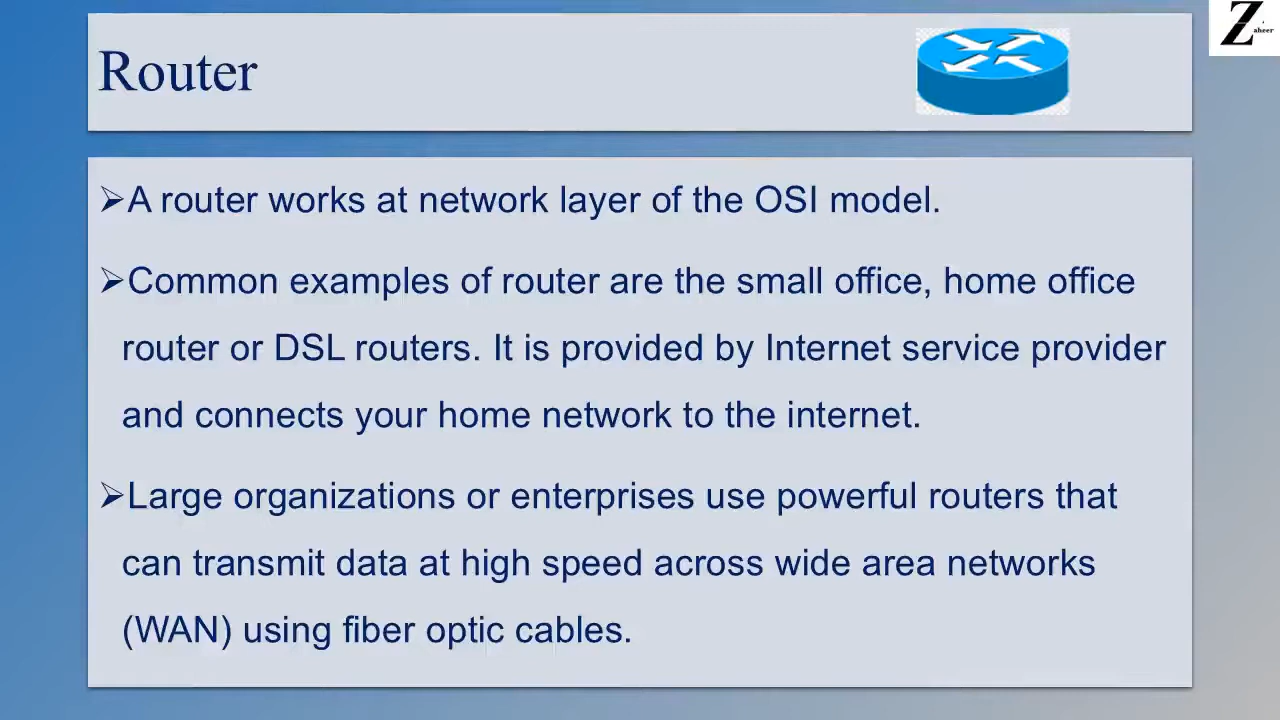 Router
Zaheer
➢A router works at network layer of the OSI model.
➢Common examples of router are the small office, home office
router or DSL routers. It is provided by Internet service provider
and connects your home network to the internet.
➢Large organizations or enterprises use powerful routers that
can transmit data at high speed across wide area networks
(WAN) using fiber optic cables.